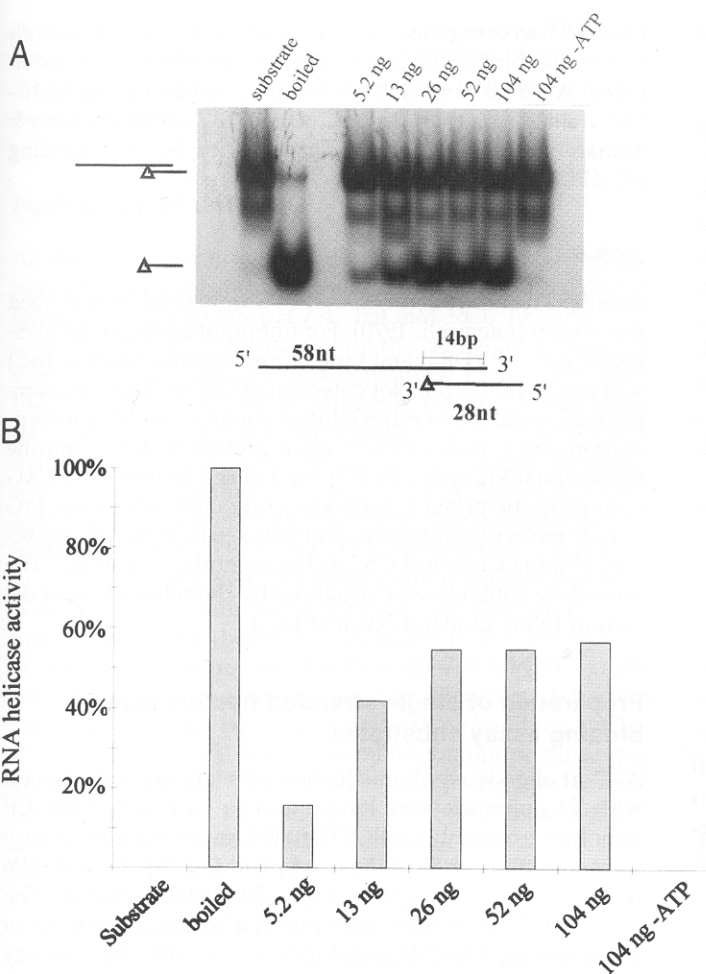 A
substrate
boiled
5.2 ng
13 ng
26 ng
52 ng
104 ng
104 ng -ATP
14bp
5' 58nt 3'
3' 5'
28nt
B
RNA helicase activity
100%
80%
60%
40%
20%
Substrate
boiled
5.2 ng
13 ng
26 ng
52 ng
104 ng
104 ng -ATP